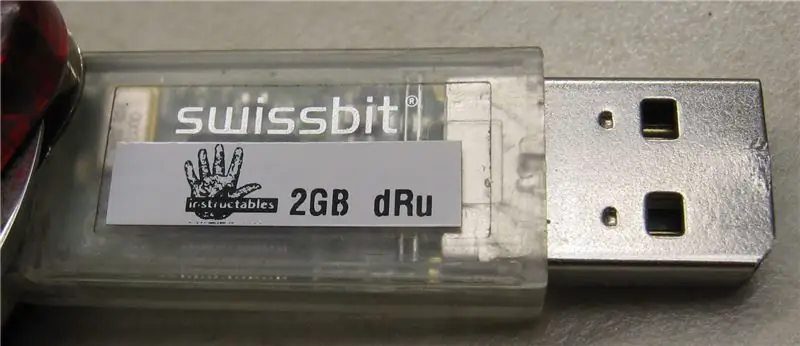 swissbit®
instructables 2GB dRu